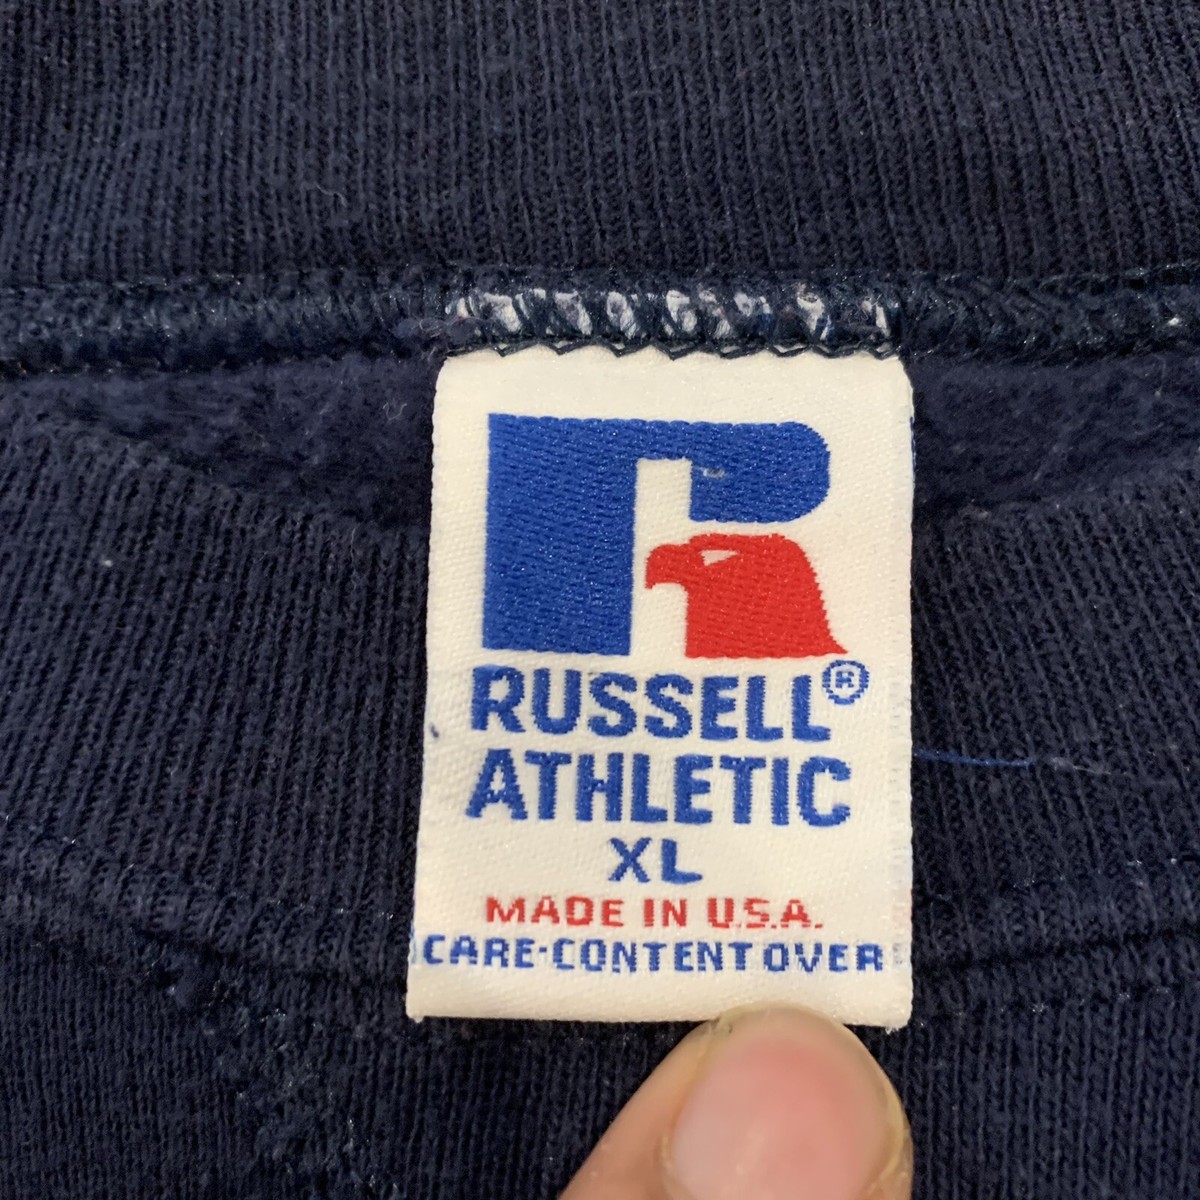 R
RUSSELL®
ATHLETIC
XL
MADE IN U.S.A.
CARE-CONTENT OVER